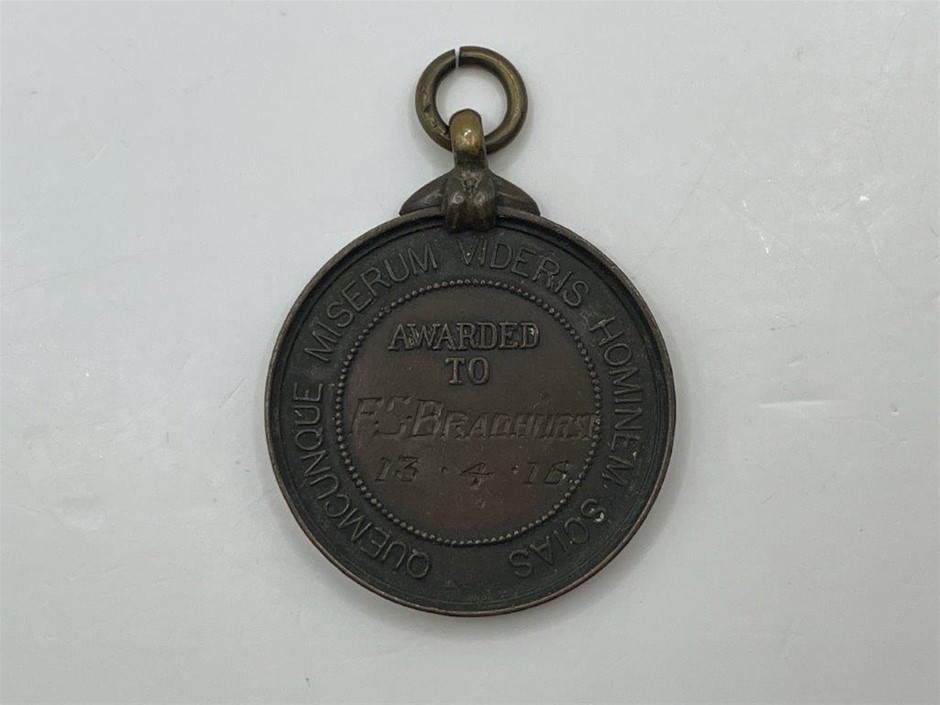 QUEMCUNQUE MISERUM VIDERIS HOMINEM SCIAS
AWARDED
TO
F.C. BRADHURST
13 · 4 · 16